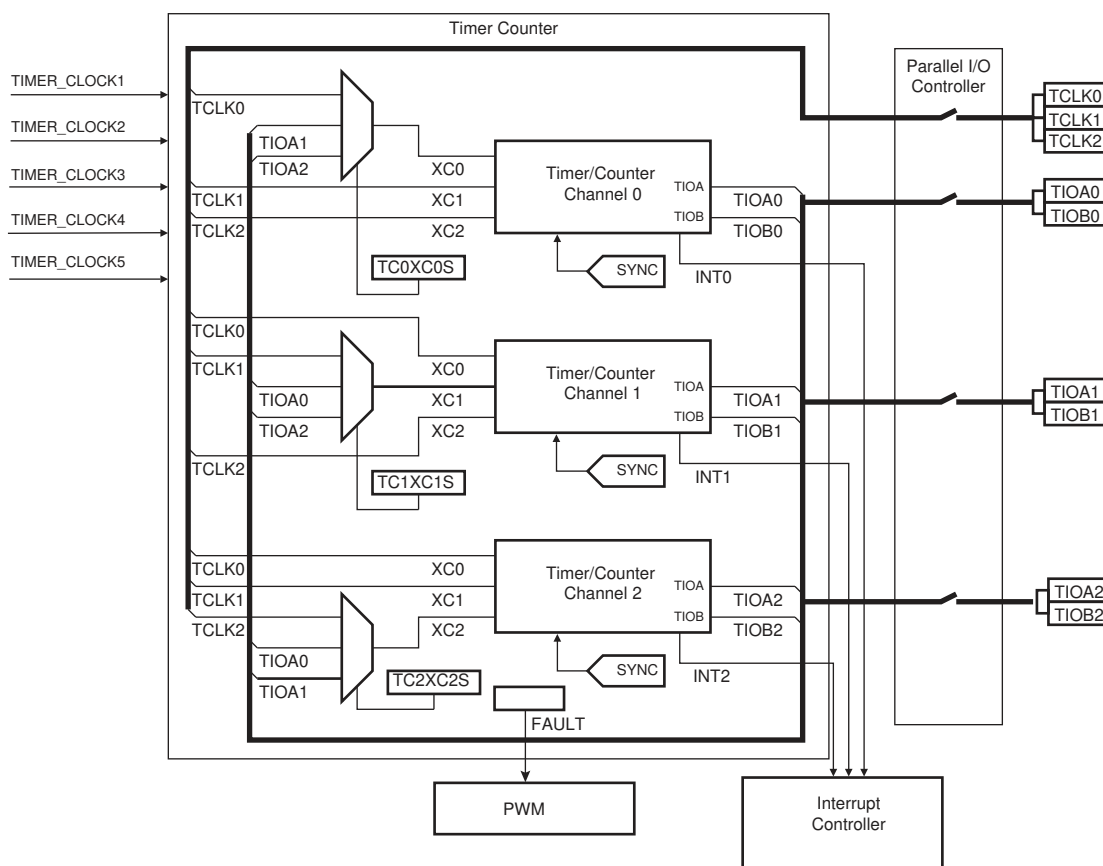 Timer Counter
TIMER_CLOCK1
TIMER_CLOCK2
TIMER_CLOCK3
TIMER_CLOCK4
TIMER_CLOCK5
TCLK0
TIOA1
TIOA2
TCLK1
TCLK2
XC0
XC1
XC2
TC0XC0S
Timer/Counter
Channel 0
TIOA
TIOB
TIOA0
TIOB0
SYNC
INT0
TCLK0
TCLK1
TIOA0
TIOA2
TCLK2
XC0
XC1
XC2
TC1XC1S
Timer/Counter
Channel 1
TIOA
TIOB
TIOA1
TIOB1
SYNC
INT1
TCLK0
TCLK1
TCLK2
TIOA0
TIOA1
XC0
XC1
XC2
TC2XC2S
Timer/Counter
Channel 2
TIOA
TIOB
TIOA2
TIOB2
SYNC
INT2
FAULT
PWM
Parallel I/O
Controller
TCLK0
TCLK1
TCLK2
TIOA0
TIOB0
TIOA1
TIOB1
TIOA2
TIOB2
Interrupt
Controller